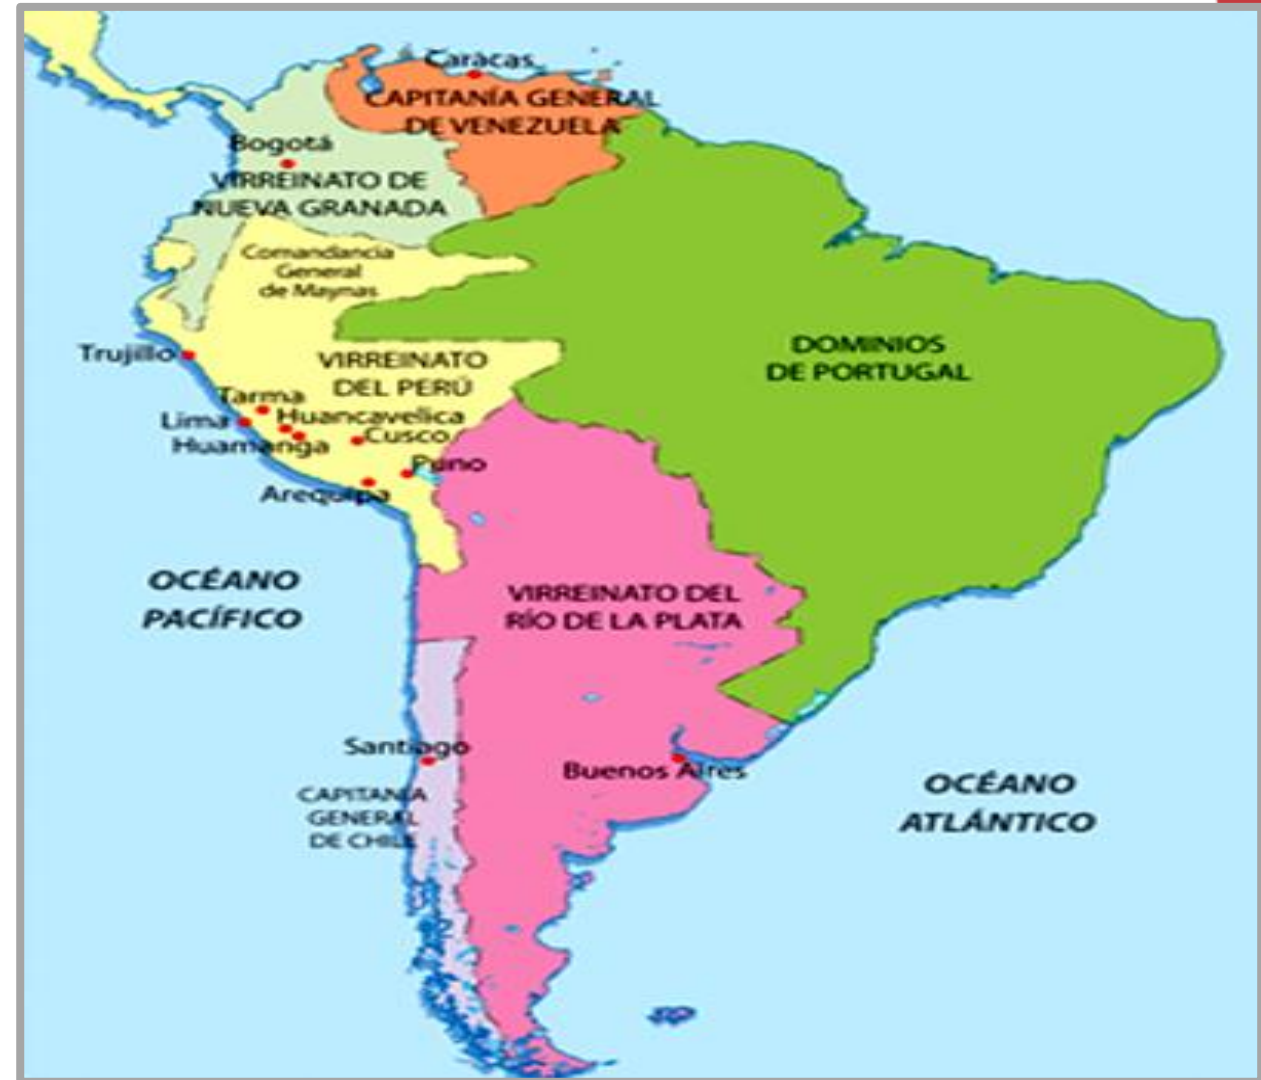 Caracas
CAPITANÍA GENERAL
DE VENEZUELA
Bogotá
VIRREINATO DE
NUEVA GRANADA
Comandancia
General
de Maynas
DOMINIOS
DE PORTUGAL
Trujillo
VIRREINATO
DEL PERÚ
Tarma
Lima
Huancavelica
Huamanga
Cusco
Puno
Arequipa
OCÉANO
PACÍFICO
VIRREINATO DEL
RÍO DE LA PLATA
Santiago
Buenos Aires
CAPITANÍA
GENERAL
DE CHILE
OCÉANO
ATLÁNTICO